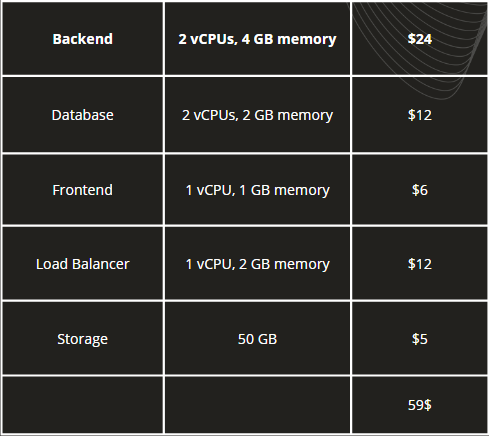 Backend 2 vCPUs, 4 GB memory $24
Database 2 vCPUs, 2 GB memory $12
Frontend 1 vCPU, 1 GB memory $6
Load Balancer 1 vCPU, 2 GB memory $12
Storage 50 GB $5
59$